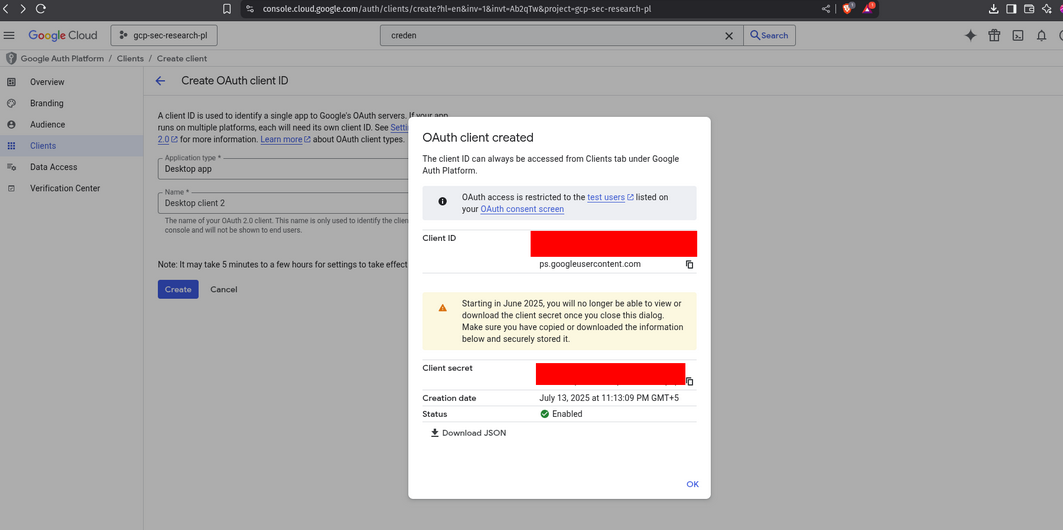 console.cloud.google.com/auth/clients/create?hl=en&inv=1&invt=Ab2qTw&project=gcp-sec-research-pl
Google Cloud
gcp-sec-research-pl
creden
Search
Google Auth Platform / Clients / Create client
Overview
Branding
Audience
Clients
Data Access
Verification Center
Create OAuth client ID
A client ID is used to identify a single app to Google's OAuth servers. If your app
runs on multiple platforms, each will need its own client ID. See
2.0 for more information. Learn more about OAuth client types.
Application type *
Desktop app
Name *
Desktop client 2
The name of your OAuth 2.0 client. This name is only used to identify the
console and will not be shown to end users.
Note: It may take 5 minutes to a few hours for settings to take effect
Create
Cancel
OAuth client created
The client ID can always be accessed from Clients tab under Google
Auth Platform.
OAuth access is restricted to the test users listed on
your OAuth consent screen
Client ID
ps.googleusercontent.com
Starting in June 2025, you will no longer be able to view or
download the client secret once you close this dialog.
Make sure you have copied or downloaded the information
below and securely stored it.
Client secret
Creation date
July 13, 2025 at 11:13:09 PM GMT+5
Status
Enabled
Download JSON
OK